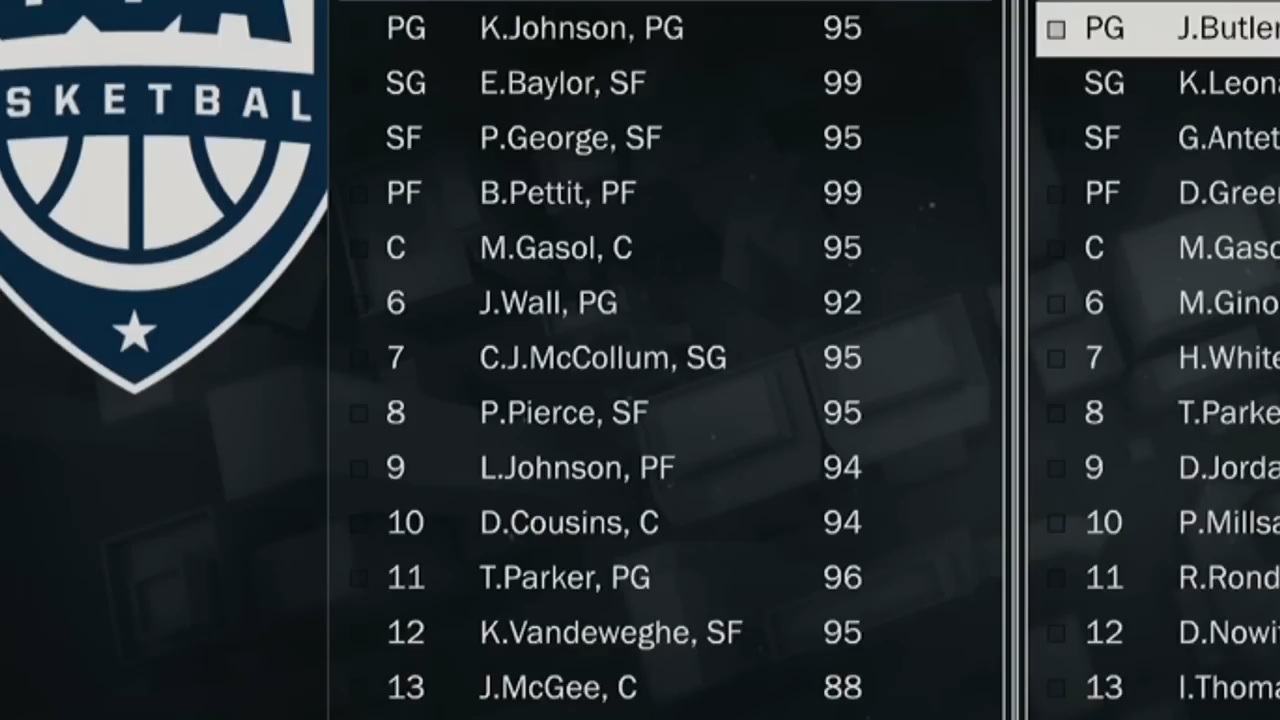 SKETBAL
PG K.Johnson, PG 95
SG E.Baylor, SF 99
SF P.George, SF 95
PF B.Pettit, PF 99
C M.Gasol, C 95
6 J.Wall, PG 92
7 C.J.McCollum, SG 95
8 P.Pierce, SF 95
9 L.Johnson, PF 94
10 D.Cousins, C 94
11 T.Parker, PG 96
12 K.Vandeweghe, SF 95
13 J.McGee, C 88
PG J.Butler
SG K.Leona
SF G.Antet
PF D.Green
C M.Gaso
6 M.Gino
7 H.White
8 T.Parke
9 D.Jorda
10 P.Millsa
11 R.Rond
12 D.Nowit
13 I.Thoma